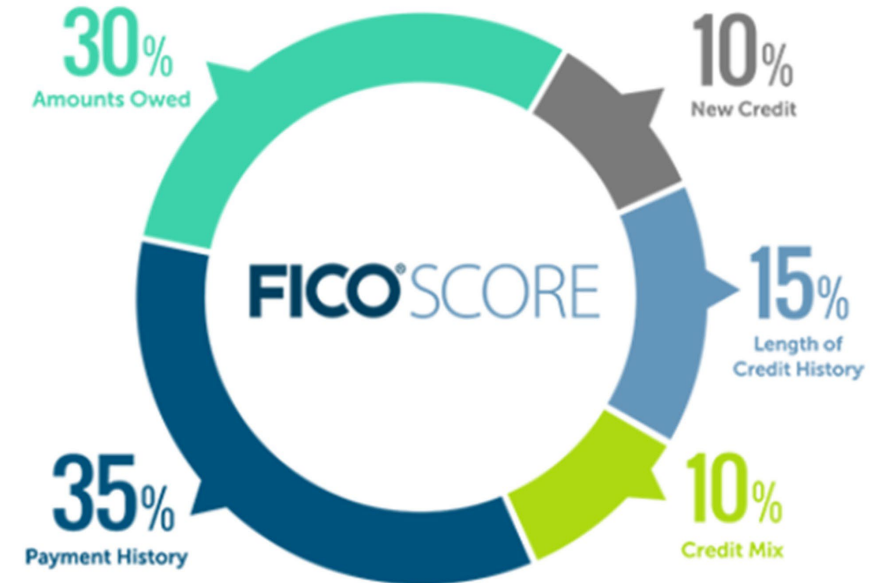 30%
Amounts Owed
10%
New Credit
FICO® SCORE
15%
Length of
Credit History
35%
Payment History
10%
Credit Mix